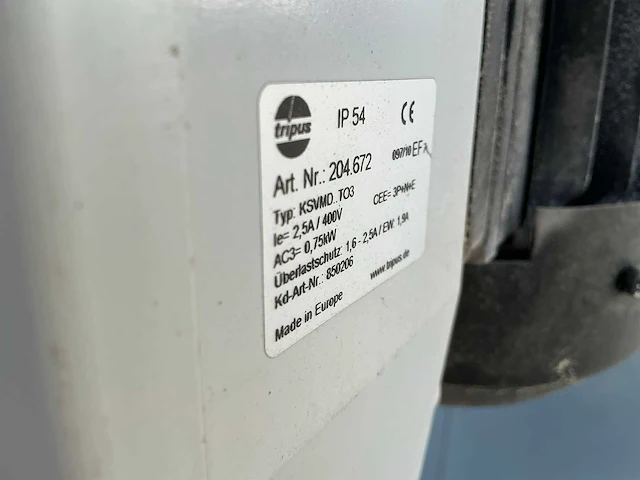 tripus
IP 54
CE
Art. Nr.: 204.672
097/10 EF
Typ: KSVMD..TO3
CEE= 3P+N+E
Ie= 2,5A / 400V
AC3= 0,75kW
Überlastschutz: 1,6 - 2,5A / EW: 1,9A
Kd-Art-Nr.: 850206
www.tripus.de
Made in Europe